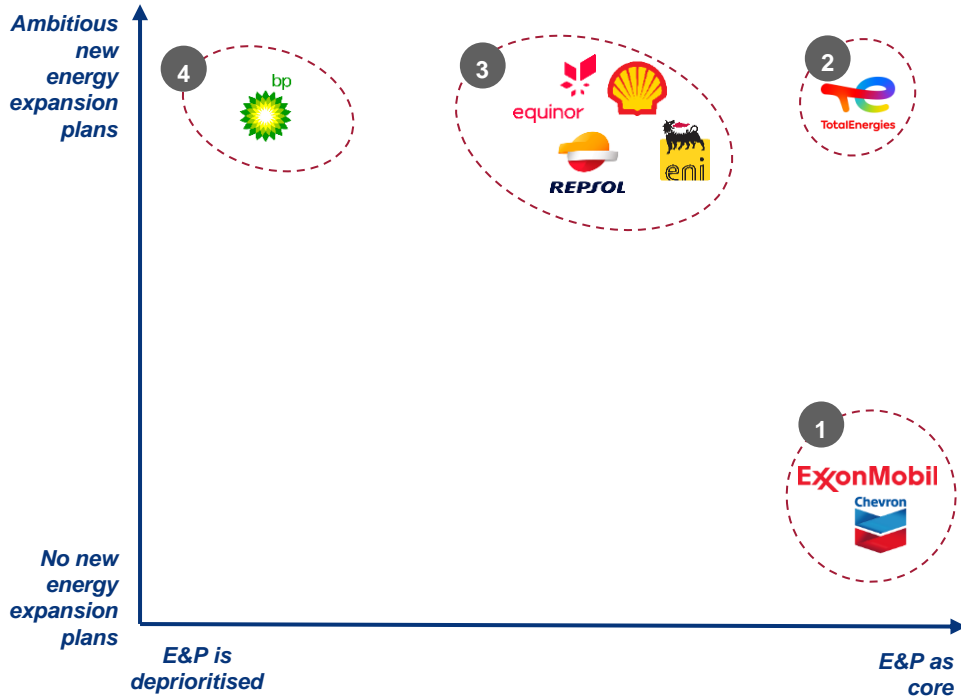 Ambitious
new
energy
expansion
plans
4
bp
3
equinor
REPSOL
eni
2
TotalEnergies
1
ExxonMobil
Chevron
No new
energy
expansion
plans
E&P is
deprioritised
E&P as
core